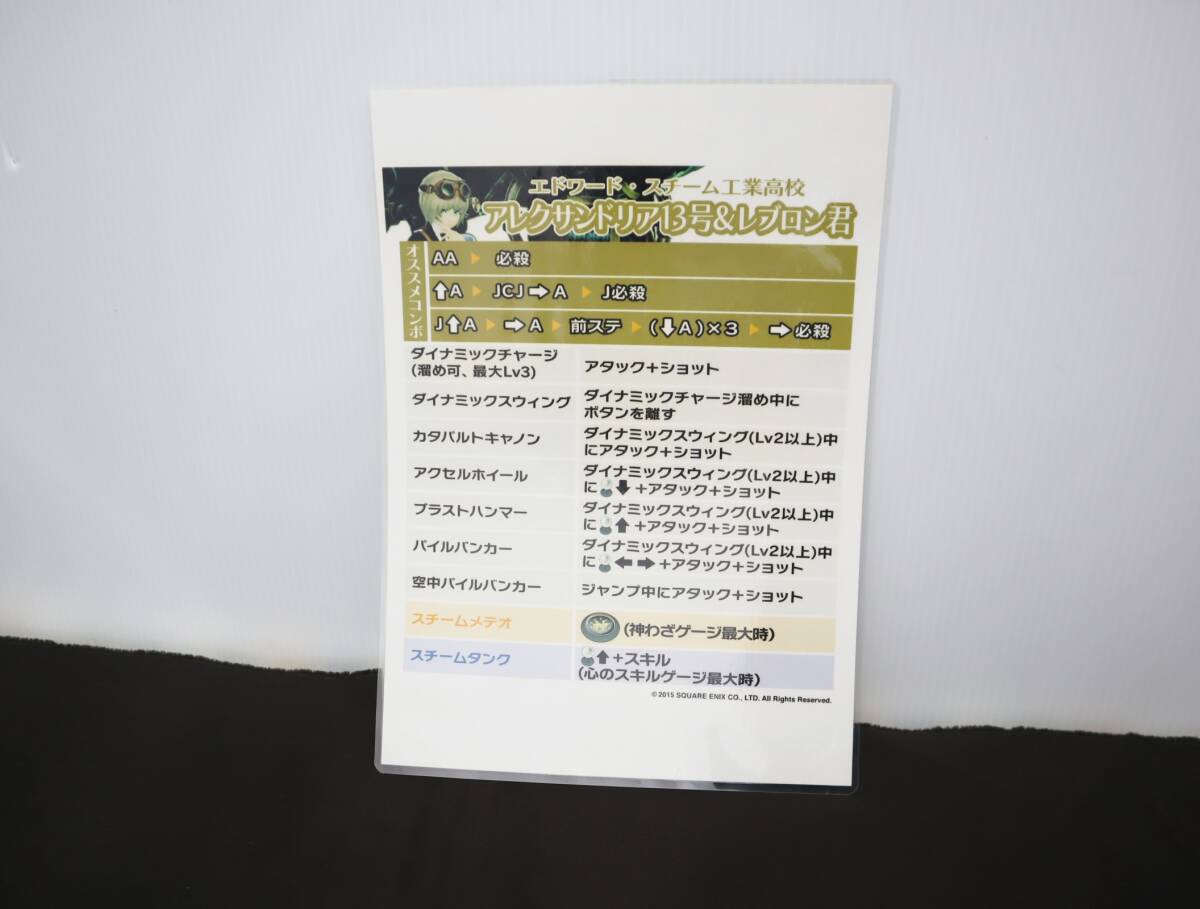 エドワード・スチーム工業高校
アレクサンドリア13号&レブロン君
オススメコンボ
AA ▶ 必殺
⬆A ▶ JCJ➡A ▶ J必殺
J⬆A ▶ ➡A ▶ 前ステ ▶ (⬇A)×3 ▶ ➡必殺
ダイナミックチャージ
(溜め可、最大Lv3)
アタック+ショット
ダイナミックスウィング
ダイナミックチャージ溜め中に
ボタンを離す
カタパルトキャノン
ダイナミックスウィング(Lv2以上)中
にアタック+ショット
アクセルホイール
ダイナミックスウィング(Lv2以上)中
に⬇+アタック+ショット
ブラストハンマー
ダイナミックスウィング(Lv2以上)中
に⬆+アタック+ショット
パイルバンカー
ダイナミックスウィング(Lv2以上)中
に⬅➡+アタック+ショット
空中パイルバンカー
ジャンプ中にアタック+ショット
スチームメテオ
(神わざゲージ最大時)
スチームタンク
⬆+スキル
(心のスキルゲージ最大時)
© 2015 SQUARE ENIX CO., LTD. All Rights Reserved.